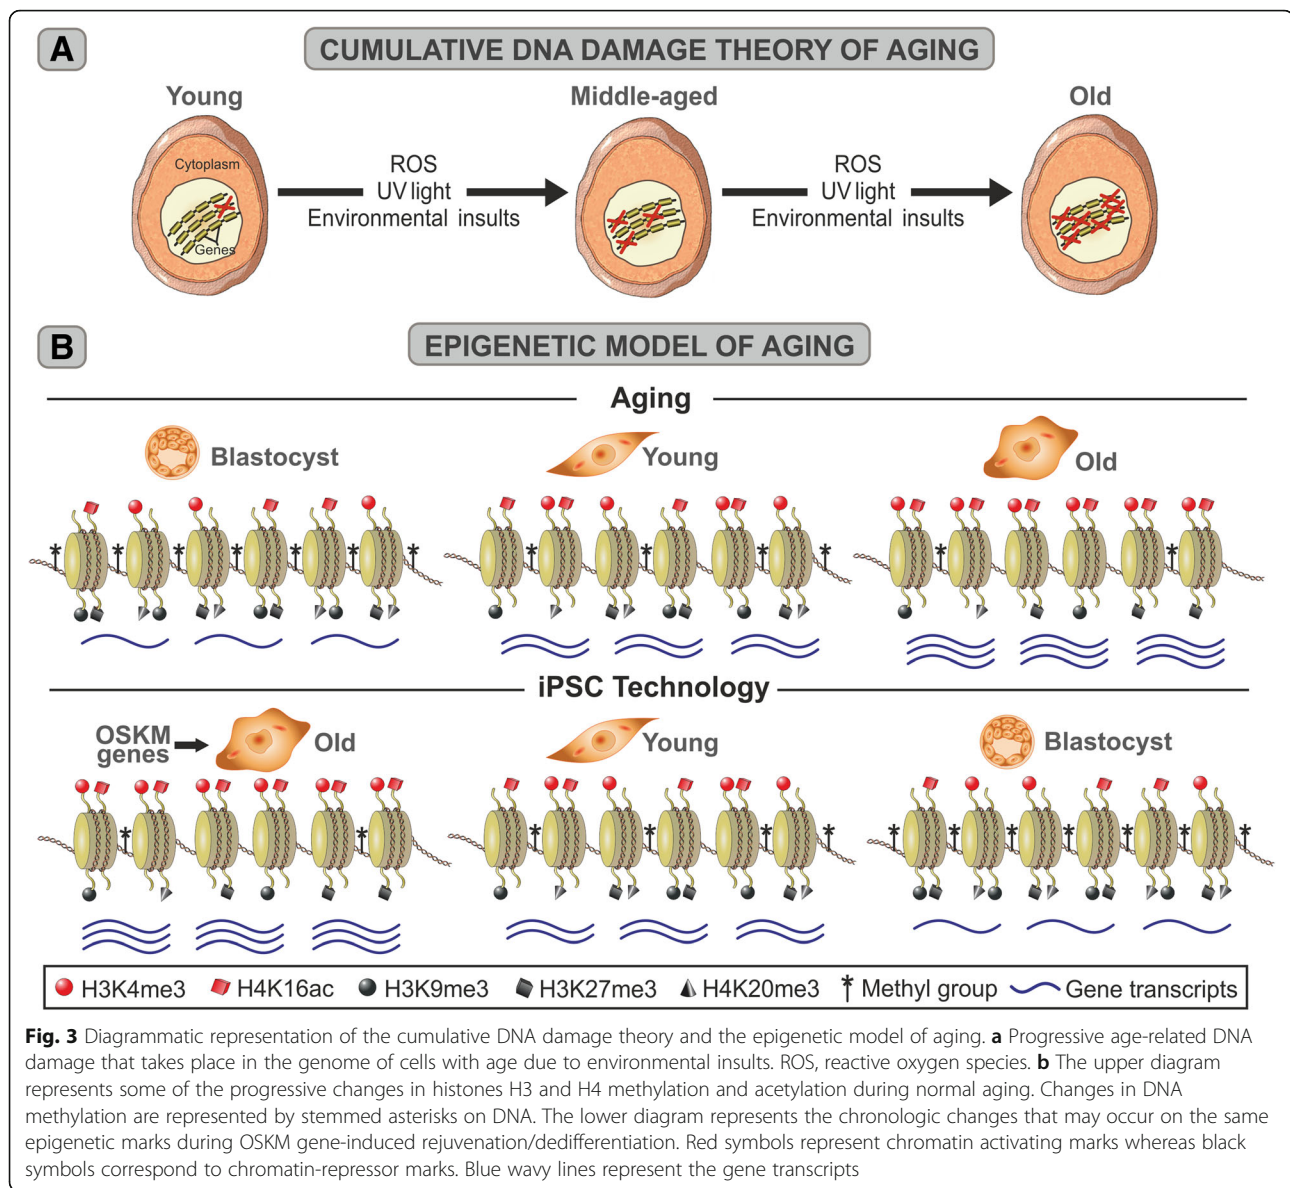 A
CUMULATIVE DNA DAMAGE THEORY OF AGING
Young
Middle-aged
Old
Cytoplasm
Genes
ROS
UV light
Environmental insults
ROS
UV light
Environmental insults
B
EPIGENETIC MODEL OF AGING
Aging
Blastocyst
Young
Old
iPSC Technology
OSKM
genes
Old
Young
Blastocyst
H3K4me3 H4K16ac H3K9me3 H3K27me3 H4K20me3 Methyl group Gene transcripts
Fig. 3 Diagrammatic representation of the cumulative DNA damage theory and the epigenetic model of aging. a Progressive age-related DNA
damage that takes place in the genome of cells with age due to environmental insults. ROS, reactive oxygen species. b The upper diagram
represents some of the progressive changes in histones H3 and H4 methylation and acetylation during normal aging. Changes in DNA
methylation are represented by stemmed asterisks on DNA. The lower diagram represents the chronologic changes that may occur on the same
epigenetic marks during OSKM gene-induced rejuvenation/dedifferentiation. Red symbols represent chromatin activating marks whereas black
symbols correspond to chromatin-repressor marks. Blue wavy lines represent the gene transcripts